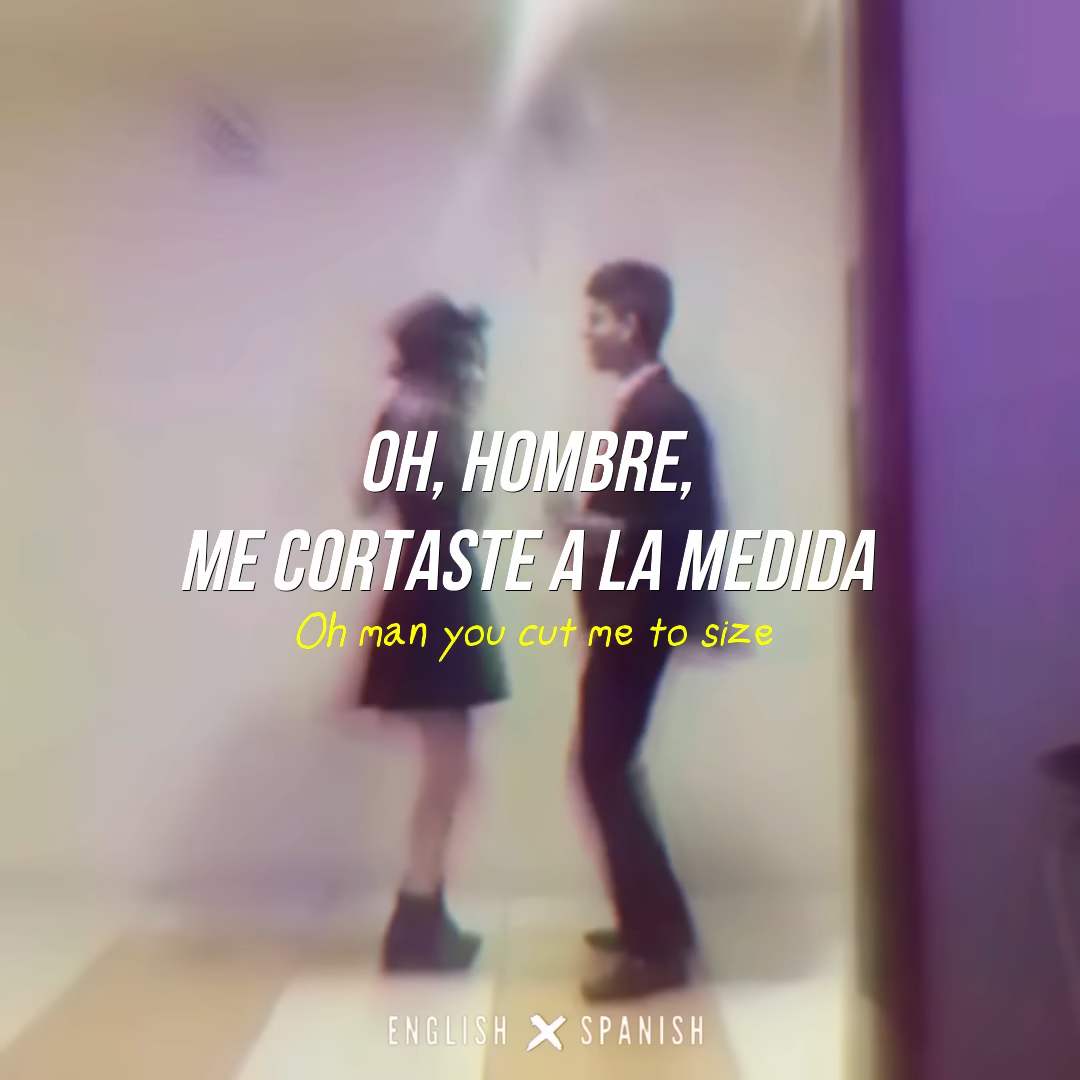 OH, HOMBRE,
ME CORTASTE A LA MEDIDA
Oh man you cut me to size
ENGLISH X SPANISH